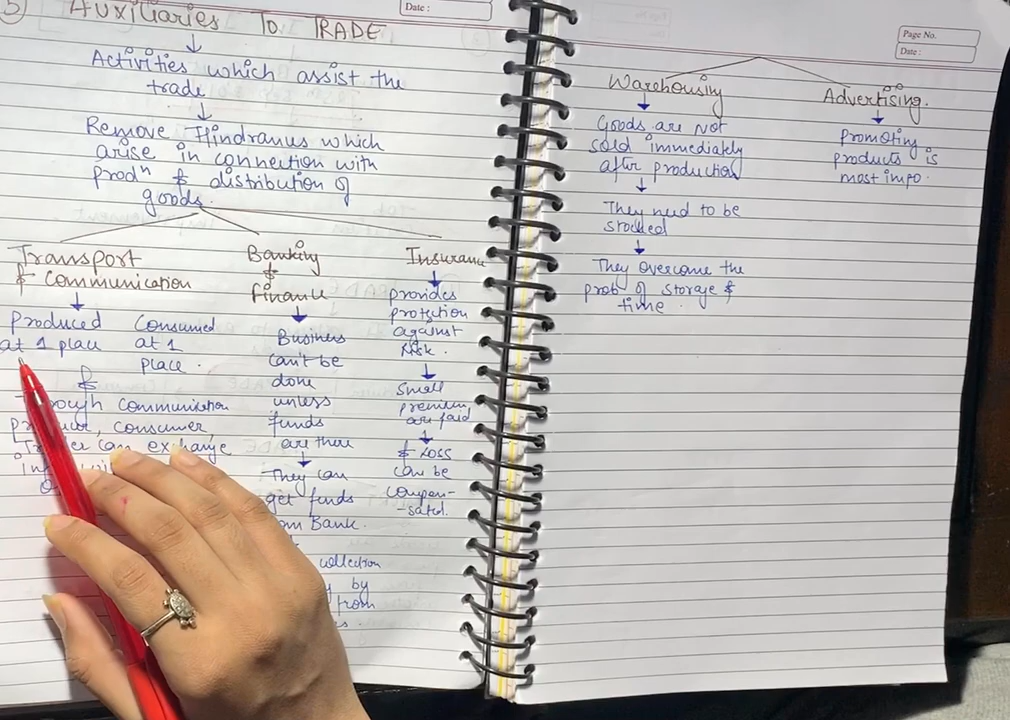 5) AUXILIARIES TO TRADE
Date :
Activities which assist the
trade
Remove Hindranus which
arise in connection with
prodⁿ & distribution of
goods.
Transport
& Communication
Produced
at 1 place
Consumed
at 1
place.
&
communication
consumer,
can exchange
Banking
&
finance
Business
can't be
done
unless
funds
are there
They can
get funds
Bank.
collection
by
from
Insurance
provides
protection
against
Risk.
Small
premium
are paid
& Loss
can be
compen-
-sated.
Page No.
Date :
Warehousing
Goods are Not
sold immediately
after production
They need to be
stocked
They overcome the
prob of storage &
time.
Advertising.
Promoting
products is
most impo.